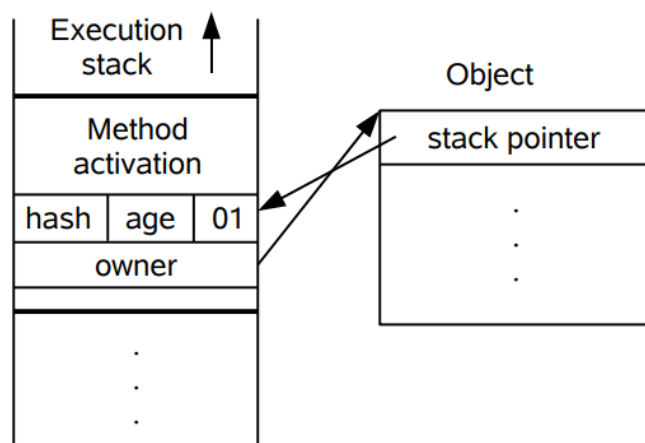 Execution
stack
Object
Method
activation
stack pointer
hash age 01
owner